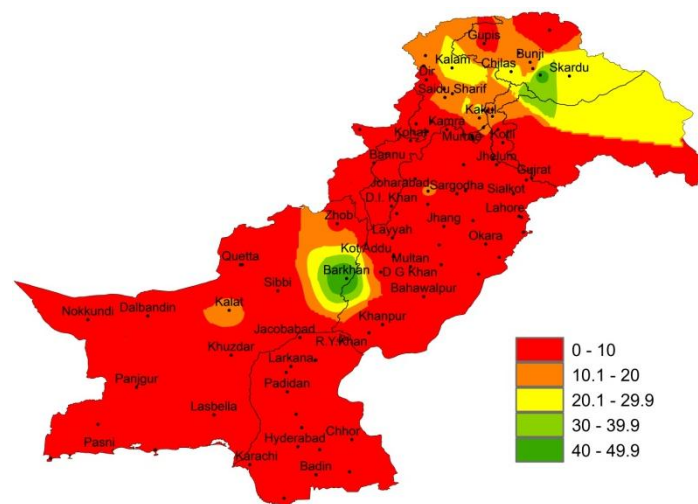 Gupis
Kalam
Chilas
Bunji
Skardu
Dir
Saidu Sharif
Kakul
Kamra
Kohat
Murree
Kotli
Bannu
Jhelum
Gujrat
Joharabad
Sargodha
Sialkot
D.I. Khan
Lahore
Zhob
Jhang
Layyah
Okara
Quetta
Kot Addu
Multan
Barkhan
D G Khan
Sibbi
Bahawalpur
Nokkundi
Dalbandin
Kalat
Khanpur
Jacobabad
R.Y.Khan
Khuzdar
Larkana
Panjgur
Padidan
Lasbella
Pasni
Hyderabad
Chhor
Karachi
Badin
0 - 10
10.1 - 20
20.1 - 29.9
30 - 39.9
40 - 49.9